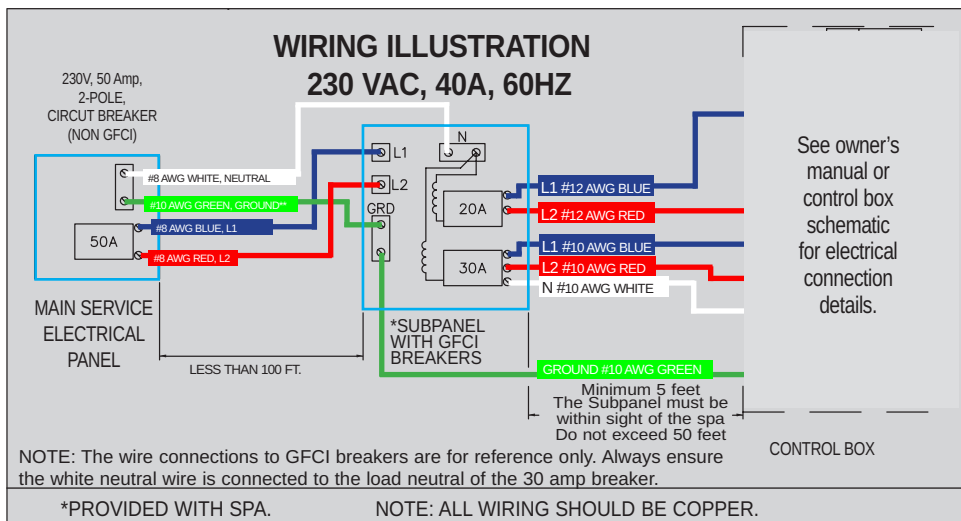 WIRING ILLUSTRATION
230 VAC, 40A, 60HZ
230V, 50 Amp,
2-POLE,
CIRCUT BREAKER
(NON GFCI)
#8 AWG WHITE, NEUTRAL
#10 AWG GREEN, GROUND**
#8 AWG BLUE, L1
#8 AWG RED, L2
50A
MAIN SERVICE
ELECTRICAL
PANEL
LESS THAN 100 FT.
N
L1
L2
GRD
20A
30A
*SUBPANEL
WITH GFCI
BREAKERS
L1 #12 AWG BLUE
L2 #12 AWG RED
L1 #10 AWG BLUE
L2 #10 AWG RED
N #10 AWG WHITE
GROUND #10 AWG GREEN
Minimum 5 feet
The Subpanel must be
within sight of the spa
Do not exceed 50 feet
See owner's
manual or
control box
schematic
for electrical
connection
details.
CONTROL BOX
NOTE: The wire connections to GFCI breakers are for reference only. Always ensure
the white neutral wire is connected to the load neutral of the 30 amp breaker.
*PROVIDED WITH SPA. NOTE: ALL WIRING SHOULD BE COPPER.